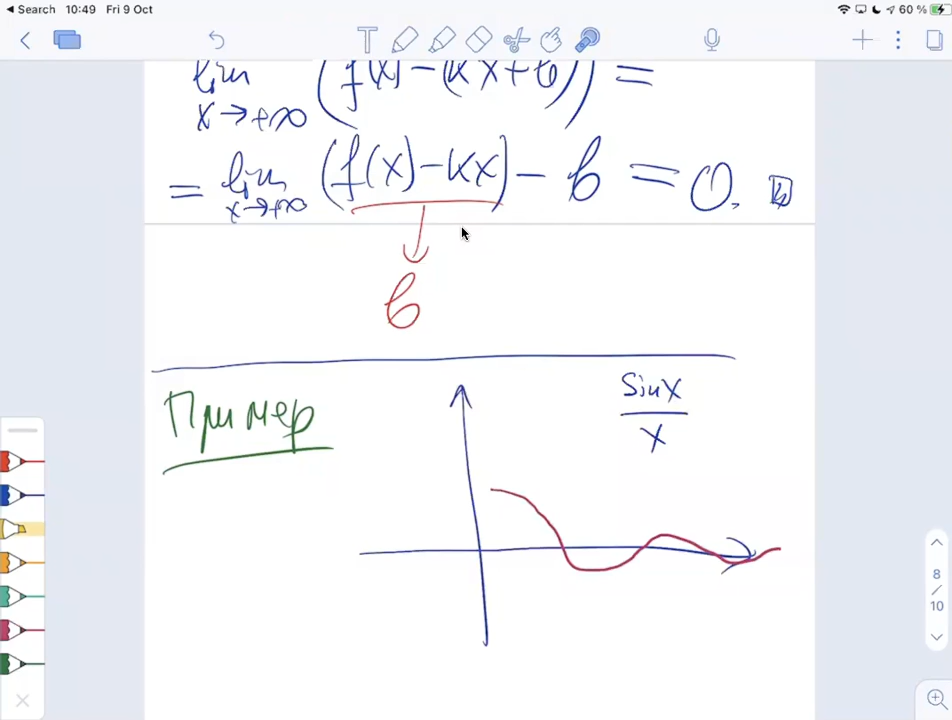 Search 10:49 Fri 9 Oct 60 %
lim (f(x) - (kx+b)) =
x→+∞
= lim (f(x) - kx) - b = 0.
x→+∞
b
Пример
sin x
x
8
/
10